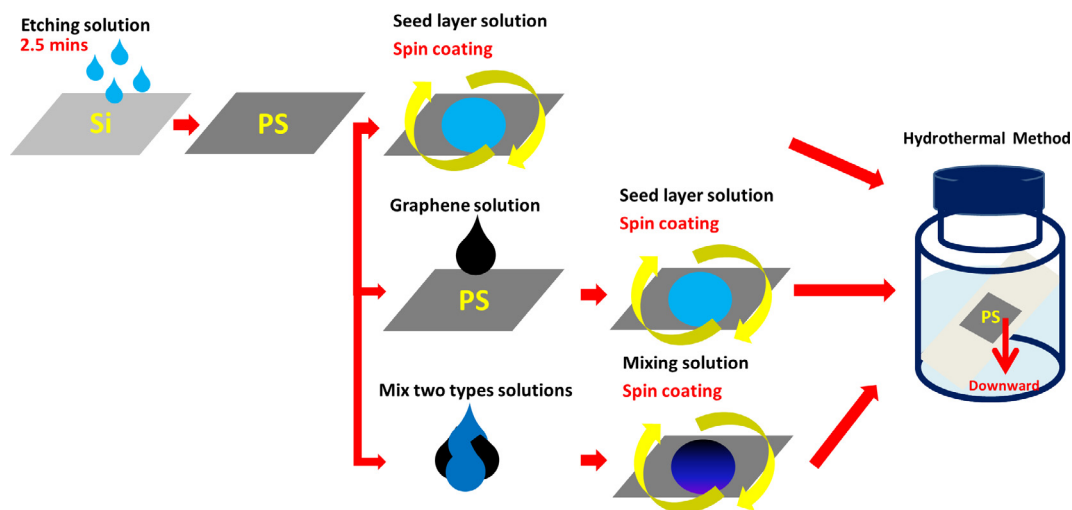 Etching solution
2.5 mins
Si
PS
Seed layer solution
Spin coating
Graphene solution
PS
Seed layer solution
Spin coating
Mix two types solutions
Mixing solution
Spin coating
Hydrothermal Method
PS
Downward